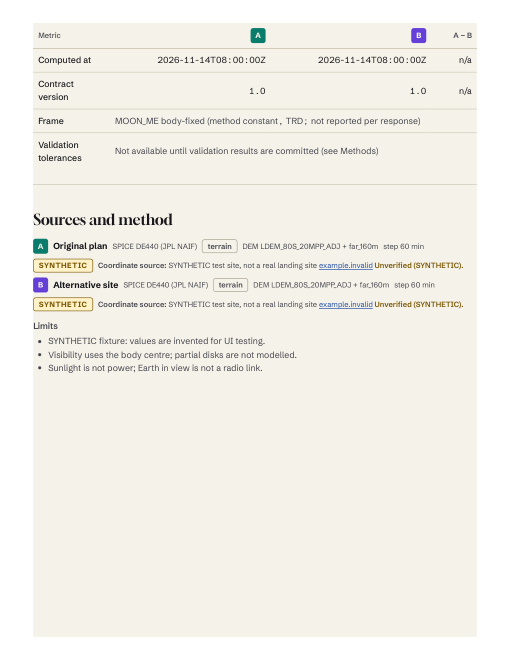 Metric A B A − B
Computed at 2026-11-14T08:00:00Z 2026-11-14T08:00:00Z n/a
Contract
version 1.0 1.0 n/a
Frame MOON_ME body-fixed (method constant, TRD; not reported per response)
Validation
tolerances Not available until validation results are committed (see Methods)
Sources and method
A Original plan SPICE DE440 (JPL NAIF) terrain DEM LDEM_80S_20MPP_ADJ + far_160m step 60 min
SYNTHETIC Coordinate source: SYNTHETIC test site, not a real landing site example.invalid Unverified (SYNTHETIC).
B Alternative site SPICE DE440 (JPL NAIF) terrain DEM LDEM_80S_20MPP_ADJ + far_160m step 60 min
SYNTHETIC Coordinate source: SYNTHETIC test site, not a real landing site example.invalid Unverified (SYNTHETIC).
Limits
• SYNTHETIC fixture: values are invented for UI testing.
• Visibility uses the body centre; partial disks are not modelled.
• Sunlight is not power; Earth in view is not a radio link.